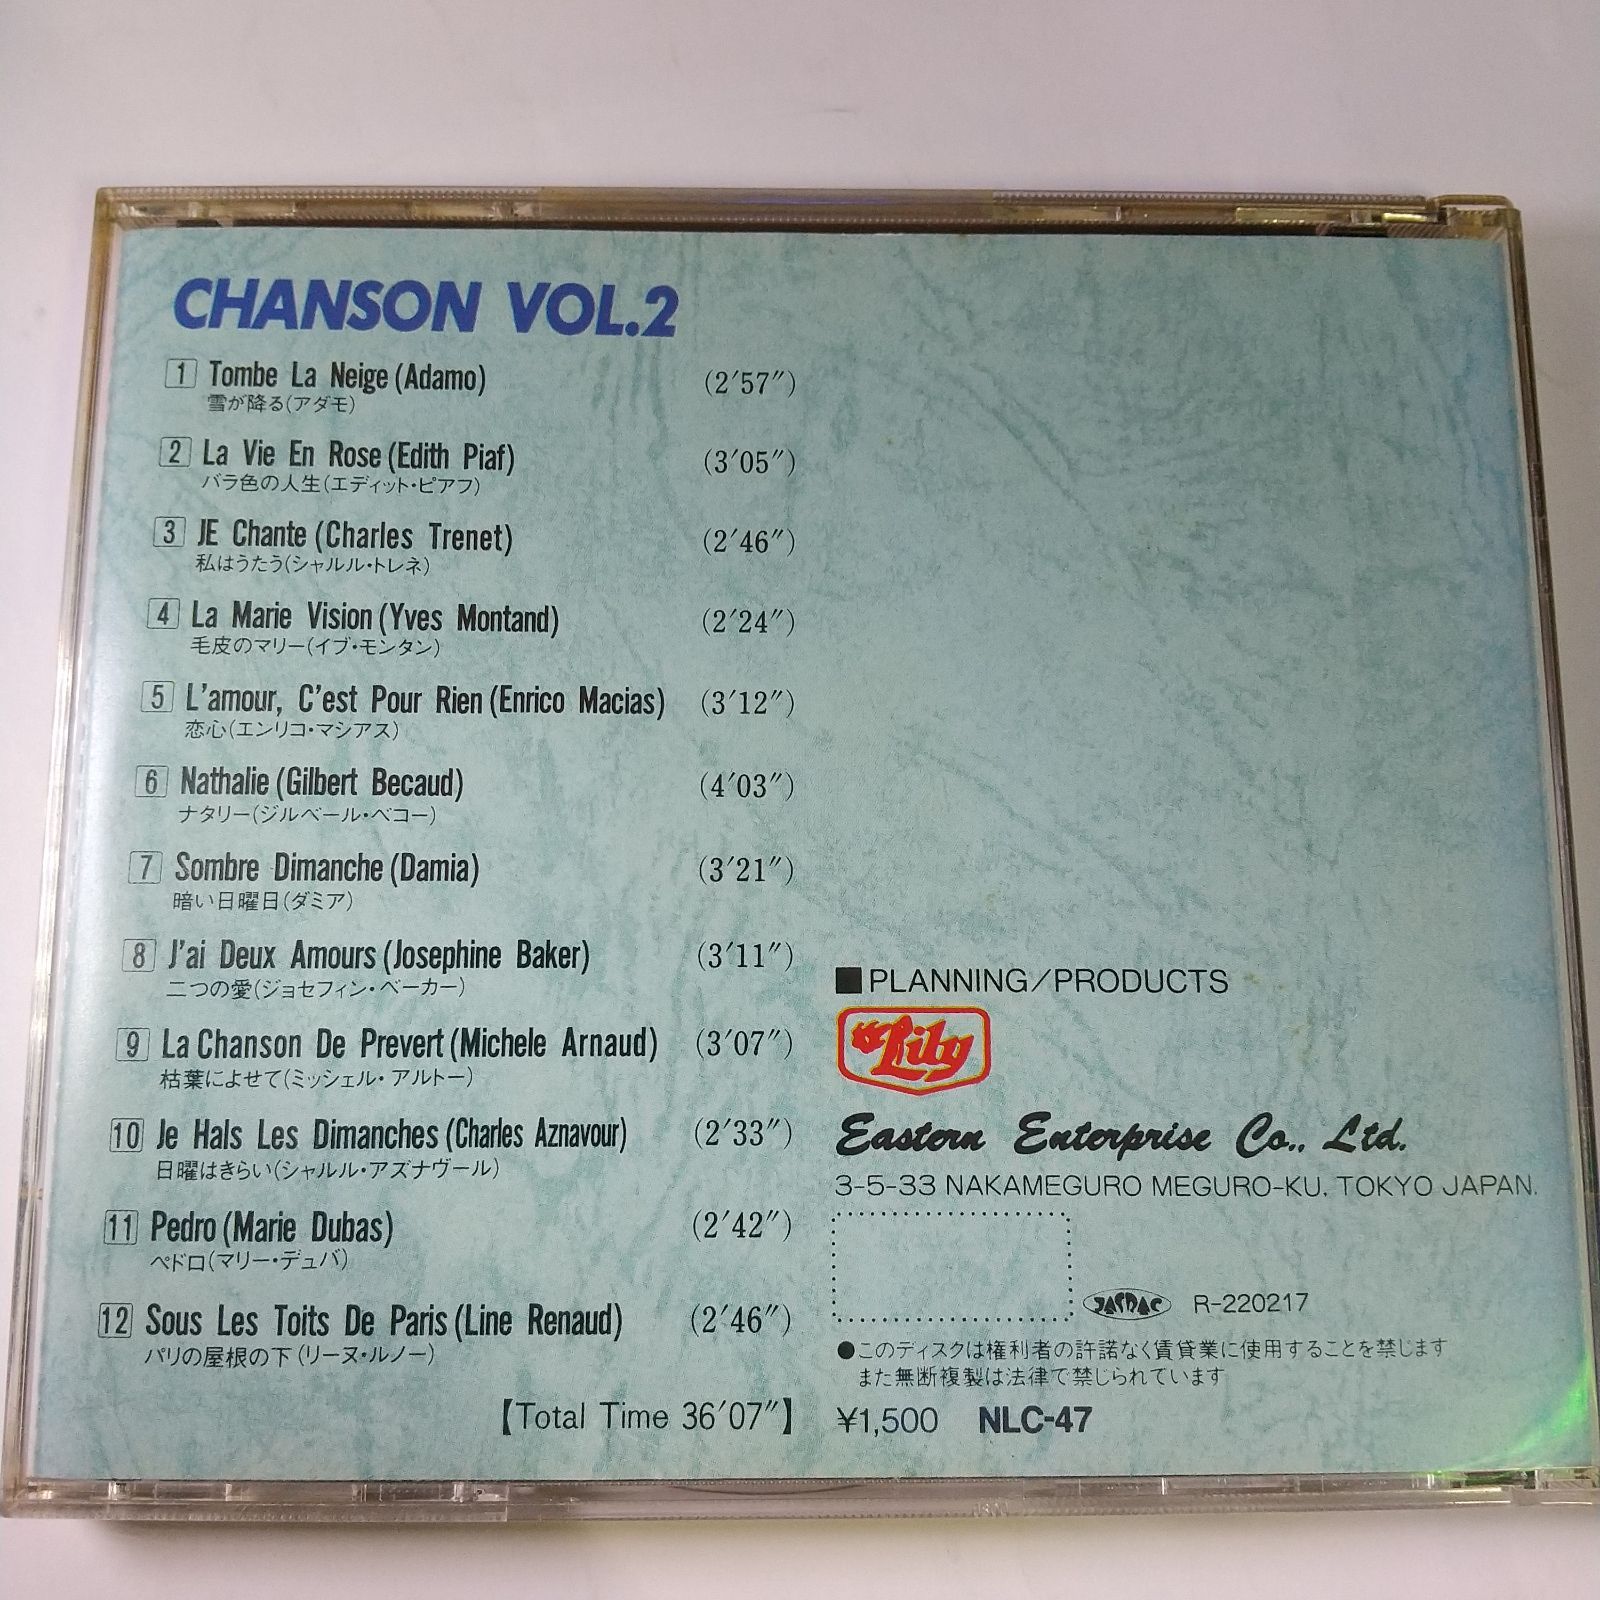 CHANSON VOL.2
1 Tombe La Neige (Adamo) (2′57″)
雪が降る(アダモ)
2 La Vie En Rose (Edith Piaf) (3′05″)
バラ色の人生(エディット・ピアフ)
3 JE Chante (Charles Trenet) (2′46″)
私はうたう(シャルル・トレネ)
4 La Marie Vision (Yves Montand) (2′24″)
毛皮のマリー(イブ・モンタン)
5 L'amour, C'est Pour Rien (Enrico Macias) (3′12″)
恋心(エンリコ・マシアス)
6 Nathalie (Gilbert Becaud) (4′03″)
ナタリー(ジルベール・ベコー)
7 Sombre Dimanche (Damia) (3′21″)
暗い日曜日(ダミア)
8 J'ai Deux Amours (Josephine Baker) (3′11″)
二つの愛(ジョセフィン・ベーカー)
9 La Chanson De Prevert (Michele Arnaud) (3′07″)
枯葉によせて(ミッシェル・アルトー)
10 Je Hals Les Dimanches (Charles Aznavour) (2′33″)
日曜はきらい(シャルル・アズナヴール)
11 Pedro (Marie Dubas) (2′42″)
ペドロ(マリー・デュバ)
12 Sous Les Toits De Paris (Line Renaud) (2′46″)
パリの屋根の下(リーヌ・ルノー)
【Total Time 36′07″】
■PLANNING/PRODUCTS
Lily
Eastern Enterprise Co., Ltd.
3-5-33 NAKAMEGURO MEGURO-KU, TOKYO JAPAN.
JASRAC R-220217
●このディスクは権利者の許諾なく賃貸業に使用することを禁じます
また無断複製は法律で禁じられています
¥1,500 NLC-47